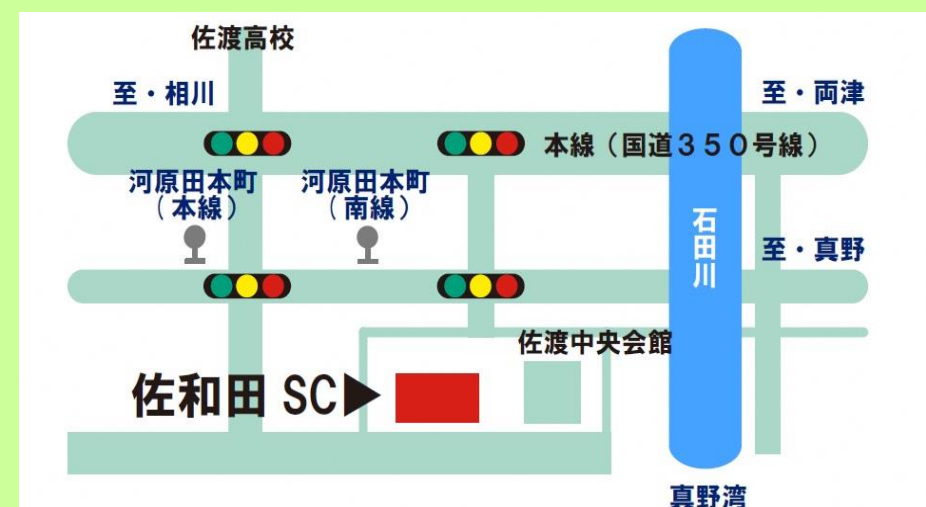 佐渡高校
至・相川
至・両津
本線（国道３５０号線）
河原田本町
（本線）
河原田本町
（南線）
石田川
至・真野
佐渡中央会館
佐和田 SC▶
真野湾